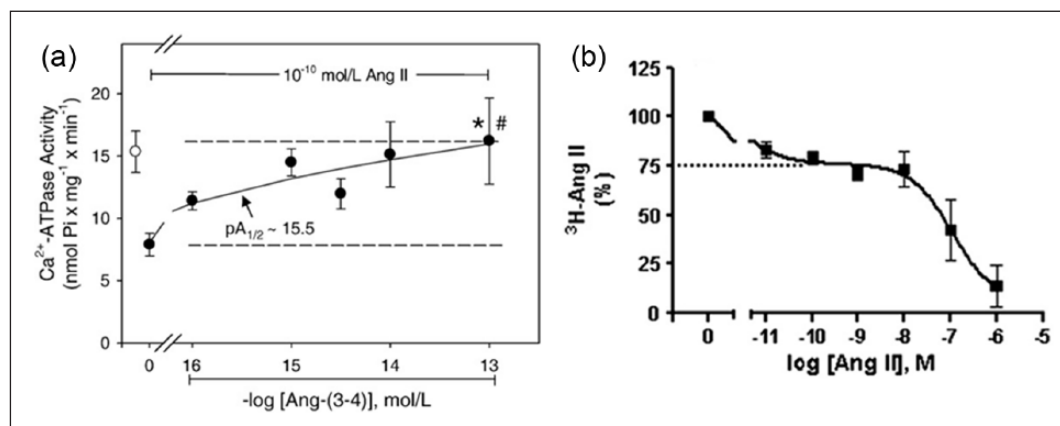 (a)
10⁻¹⁰ mol/L Ang II
Ca²⁺-ATPase Activity
(nmol Pi x mg⁻¹ x min⁻¹)
20
15
10
5
0
* #
pA₁/₂ ~ 15.5
0 16 15 14 13
-log [Ang-(3-4)], mol/L
(b)
³H-Ang II
(%)
125
100
75
50
25
0
0 -11 -10 -9 -8 -7 -6 -5
log [Ang II], M